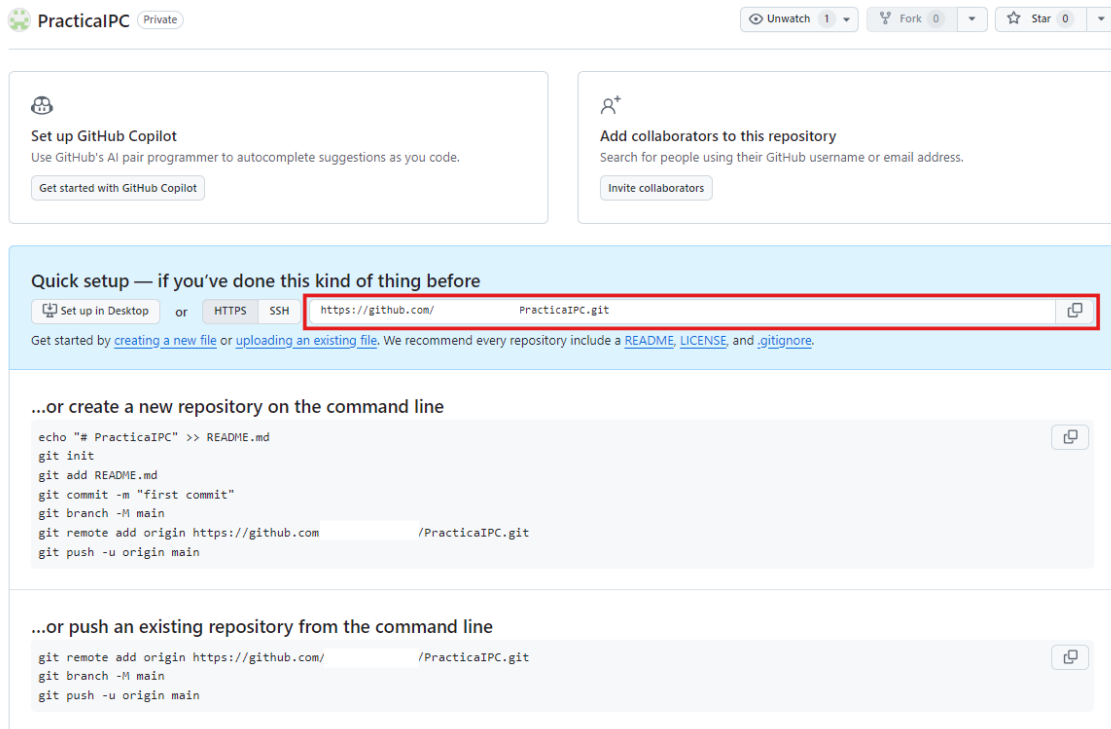 PracticaIPC Private
Unwatch 1 Fork 0 Star 0
Set up GitHub Copilot
Use GitHub's AI pair programmer to autocomplete suggestions as you code.
Get started with GitHub Copilot
Add collaborators to this repository
Search for people using their GitHub username or email address.
Invite collaborators
Quick setup — if you've done this kind of thing before
Set up in Desktop or HTTPS SSH https://github.com/ PracticaIPC.git
Get started by creating a new file or uploading an existing file. We recommend every repository include a README, LICENSE, and .gitignore.
...or create a new repository on the command line
echo "# PracticaIPC" >> README.md
git init
git add README.md
git commit -m "first commit"
git branch -M main
git remote add origin https://github.com /PracticaIPC.git
git push -u origin main
...or push an existing repository from the command line
git remote add origin https://github.com/ /PracticaIPC.git
git branch -M main
git push -u origin main